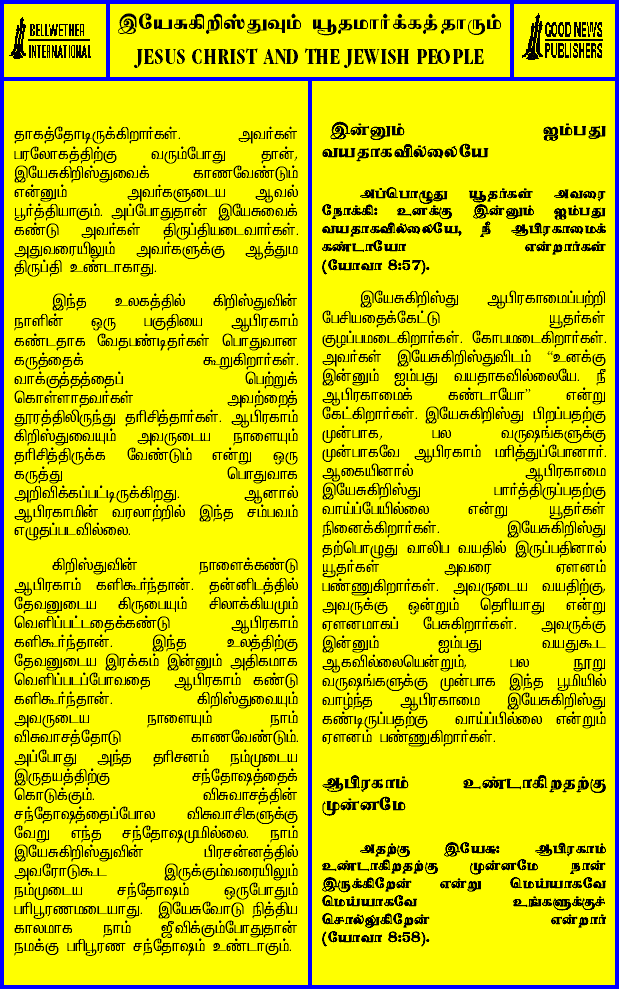 BELLWETHER
INTERNATIONAL
இயேசுகிறிஸ்துவும் யூதமார்க்கத்தாரும்
JESUS CHRIST AND THE JEWISH PEOPLE
GOOD NEWS
PUBLISHERS
தாகத்தோடிருக்கிறார்கள். அவர்கள்
பரலோகத்திற்கு வரும்போது தான்,
இயேசுகிறிஸ்துவைக் காணவேண்டும்
என்னும் அவர்களுடைய ஆவல்
பூர்த்தியாகும். அப்போதுதான் இயேசுவைக்
கண்டு அவர்கள் திருப்தியடைவார்கள்.
அதுவரையிலும் அவர்களுக்கு ஆத்தும
திருப்தி உண்டாகாது.
இந்த உலகத்தில் கிறிஸ்துவின்
நாளின் ஒரு பகுதியை ஆபிரகாம்
கண்டதாக வேதபண்டிதர்கள் பொதுவான
கருத்தைக் கூறுகிறார்கள்.
வாக்குத்தத்தைப் பெற்றுக்
கொள்ளாதவர்கள் அவற்றைத்
தூரத்திலிருந்து தரிசித்தார்கள். ஆபிரகாம்
கிறிஸ்துவையும் அவருடைய நாளையும்
தரிசித்திருக்க வேண்டும் என்று ஒரு
கருத்து பொதுவாக
அறிவிக்கப்பட்டிருக்கிறது. ஆனால்
ஆபிரகாமின் வரலாற்றில் இந்த சம்பவம்
எழுதப்படவில்லை.
கிறிஸ்துவின் நாளைக்கண்டு
ஆபிரகாம் களிகூர்ந்தான். தன்னிடத்தில்
தேவனுடைய கிருபையும் சிலாக்கியமும்
வெளிப்பட்டதைக்கண்டு ஆபிரகாம்
களிகூர்ந்தான். இந்த உலத்திற்கு
தேவனுடைய இரக்கம் இன்னும் அதிகமாக
வெளிப்படப்போவதை ஆபிரகாம் கண்டு
களிகூர்ந்தான். கிறிஸ்துவையும்
அவருடைய நாளையும் நாம்
விசுவாசத்தோடு காணவேண்டும்.
அப்போது அந்த தரிசனம் நம்முடைய
இருதயத்திற்கு சந்தோஷத்தைக்
கொடுக்கும். விசுவாசத்தின்
சந்தோஷத்தைப்போல விசுவாசிகளுக்கு
வேறு எந்த சந்தோஷமுமில்லை. நாம்
இயேசுகிறிஸ்துவின் பிரசன்னத்தில்
அவரோடுகூட இருக்கும்வரையிலும்
நம்முடைய சந்தோஷம் ஒருபோதும்
பரிபூரணமடையாது. இயேசுவோடு நித்திய
காலமாக நாம் ஜீவிக்கும்போதுதான்
நமக்கு பரிபூரண சந்தோஷம் உண்டாகும்.
இன்னும் ஐம்பது
வயதாகவில்லையே
அப்பொழுது யூதர்கள் அவரை
நோக்கி: உனக்கு இன்னும் ஐம்பது
வயதாகவில்லையே, நீ ஆபிரகாமைக்
கண்டாயோ என்றார்கள்
(யோவா 8:57).
இயேசுகிறிஸ்து ஆபிரகாமைப்பற்றி
பேசியதைக்கேட்டு யூதர்கள்
குழப்பமடைகிறார்கள். கோபமடைகிறார்கள்.
அவர்கள் இயேசுகிறிஸ்துவிடம் “உனக்கு
இன்னும் ஐம்பது வயதாகவில்லையே. நீ
ஆபிரகாமைக் கண்டாயோ” என்று
கேட்கிறார்கள். இயேசுகிறிஸ்து பிறப்பதற்கு
முன்பாக, பல வருஷங்களுக்கு
முன்பாகவே ஆபிரகாம் மரித்துப்போனார்.
ஆகையினால் ஆபிரகாமை
இயேசுகிறிஸ்து பார்த்திருப்பதற்கு
வாய்ப்பேயில்லை என்று யூதர்கள்
நினைக்கிறார்கள். இயேசுகிறிஸ்து
தற்பொழுது வாலிப வயதில் இருப்பதினால்
யூதர்கள் அவரை ஏளனம்
பண்ணுகிறார்கள். அவருடைய வயதிற்கு,
அவருக்கு ஒன்றும் தெரியாது என்று
ஏளனமாகப் பேசுகிறார்கள். அவருக்கு
இன்னும் ஐம்பது வயதுகூட
ஆகவில்லையென்றும், பல நூறு
வருஷங்களுக்கு முன்பாக இந்த பூமியில்
வாழ்ந்த ஆபிரகாமை இயேசுகிறிஸ்து
கண்டிருப்பதற்கு வாய்ப்பில்லை என்றும்
ஏளனம் பண்ணுகிறார்கள்.
ஆபிரகாம் உண்டாகிறதற்கு
முன்னமே
அதற்கு இயேசு: ஆபிரகாம்
உண்டாகிறதற்கு முன்னமே நான்
இருக்கிறேன் என்று மெய்யாகவே
மெய்யாகவே உங்களுக்குச்
சொல்லுகிறேன் என்றார்
(யோவா 8:58).